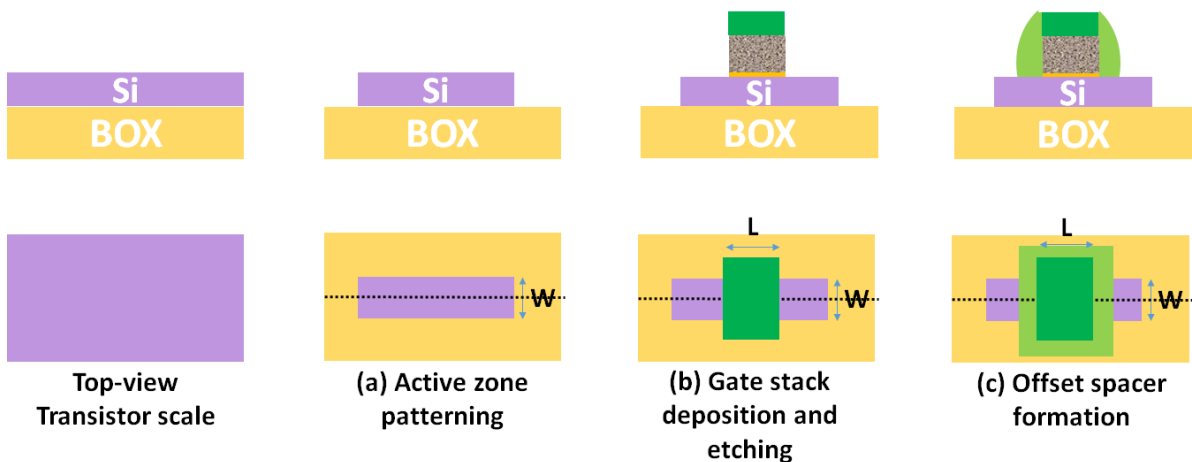 Si
BOX
Si
BOX
Si
BOX
Si
BOX
L
L
W
W
W
Top-view
Transistor scale
(a) Active zone
patterning
(b) Gate stack
deposition and
etching
(c) Offset spacer
formation